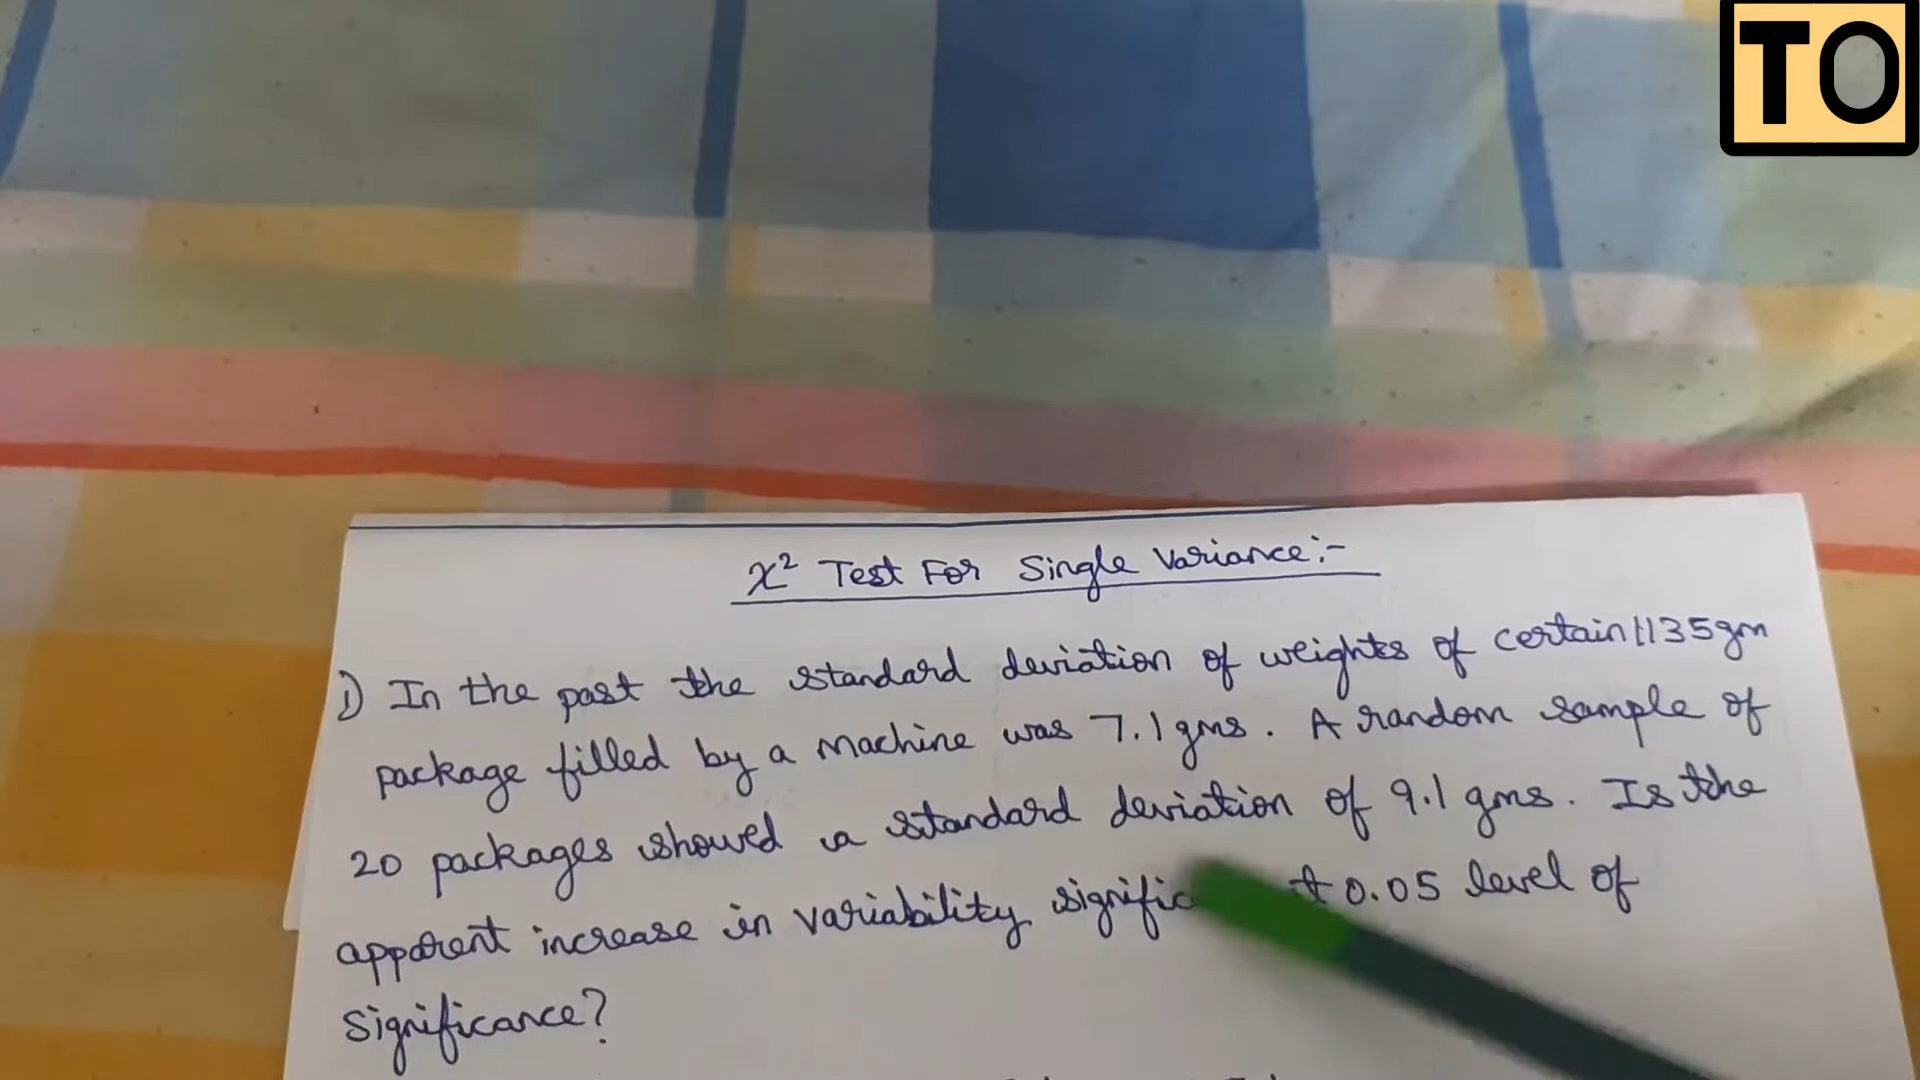 TO
χ² Test For Single Variance:-
1) In the past the standard deviation of weights of certain 1135gm
package filled by a machine was 7.1 gms. A random sample of
20 packages showed a standard deviation of 9.1 gms. Is the
apparent increase in variability 0.05 level of
significance?